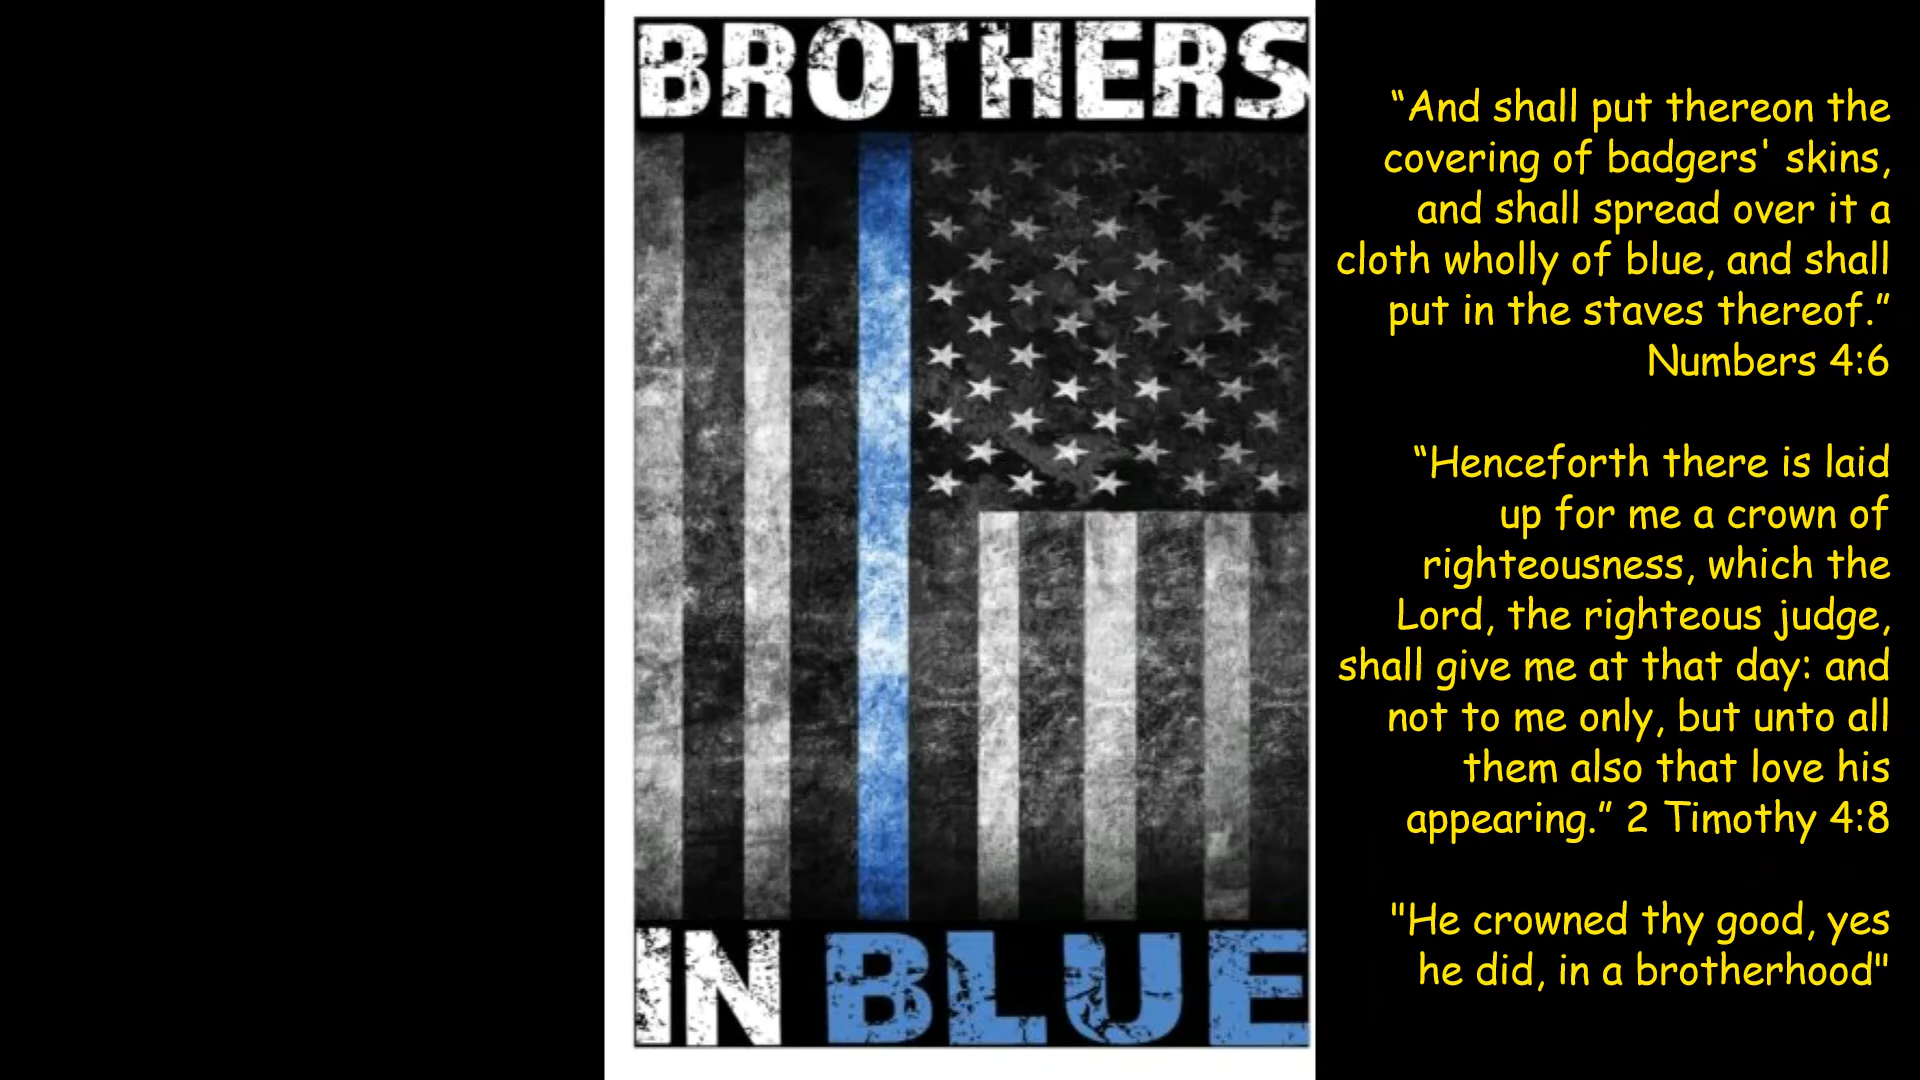 BROTHERS
IN BLUE
“And shall put thereon the
covering of badgers' skins,
and shall spread over it a
cloth wholly of blue, and shall
put in the staves thereof.”
Numbers 4:6
“Henceforth there is laid
up for me a crown of
righteousness, which the
Lord, the righteous judge,
shall give me at that day: and
not to me only, but unto all
them also that love his
appearing.” 2 Timothy 4:8
"He crowned thy good, yes
he did, in a brotherhood"